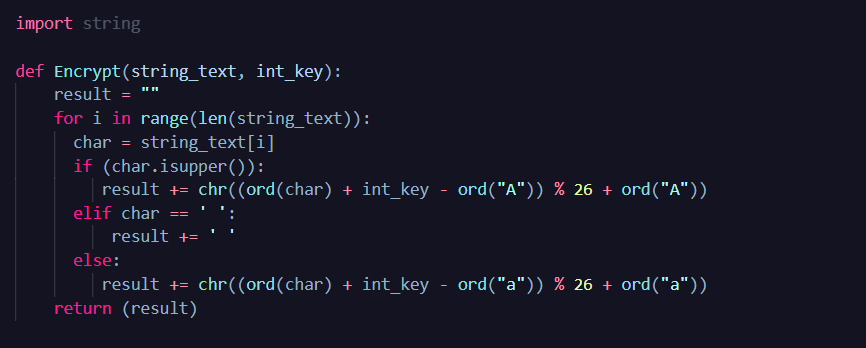 import string

def Encrypt(string_text, int_key):
    result = ""
    for i in range(len(string_text)):
      char = string_text[i]
      if (char.isupper()):
         result += chr((ord(char) + int_key - ord("A")) % 26 + ord("A"))
      elif char == ' ':
          result += ' '
      else:
         result += chr((ord(char) + int_key - ord("a")) % 26 + ord("a"))
    return (result)